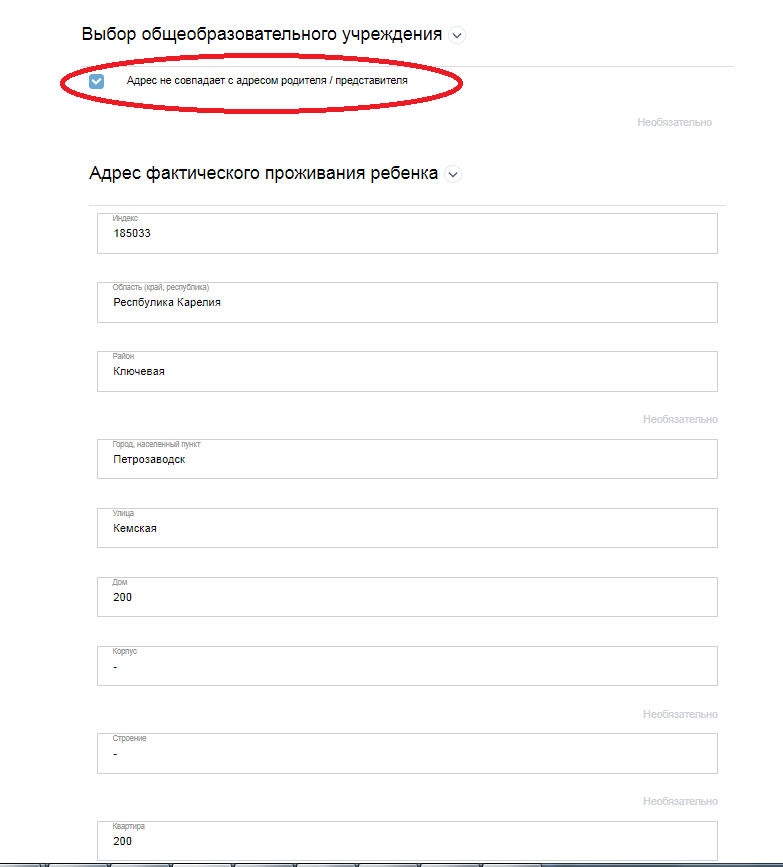 Выбор общеобразовательного учреждения
Адрес не совпадает с адресом родителя / представителя
Необязательно
Адрес фактического проживания ребенка
Индекс
185033
Область (край, республика)
Респбулика Карелия
Район
Ключевая
Необязательно
Город, населенный пункт
Петрозаводск
Улица
Кемская
Дом
200
Корпус
-
Необязательно
Строение
-
Необязательно
Квартира
200